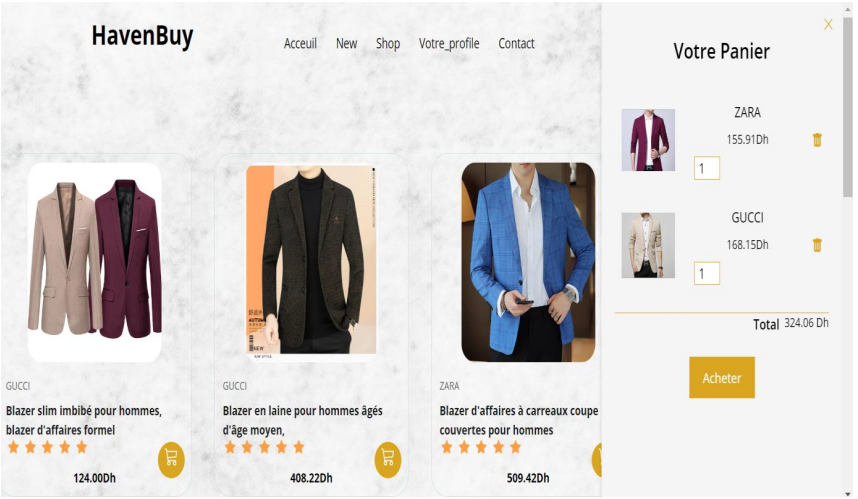 HavenBuy
Acceuil New Shop Votre_profile Contact
GUCCI
Blazer slim imbibé pour hommes,
blazer d'affaires formel
124.00Dh
AUTUMN
NEW
GUCCI
Blazer en laine pour hommes âgés
d'âge moyen,
408.22Dh
ZARA
Blazer d'affaires à carreaux coupe
couvertes pour hommes
509.42Dh
X
Votre Panier
ZARA
155.91Dh
1
GUCCI
168.15Dh
1
Total 324.06 Dh
Acheter